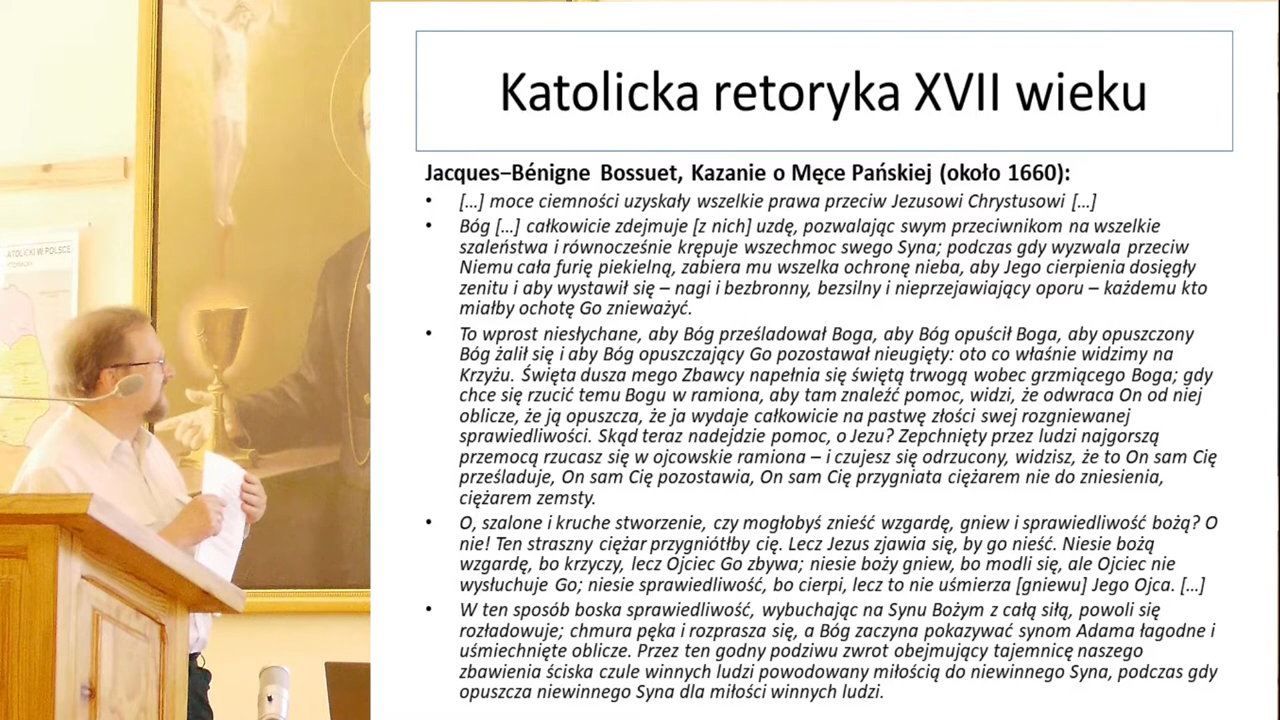 Katolicka retoryka XVII wieku
Jacques–Bénigne Bossuet, Kazanie o Męce Pańskiej (około 1660):
• [...] moce ciemności uzyskały wszelkie prawa przeciw Jezusowi Chrystusowi [...]
• Bóg [...] całkowicie zdejmuje [z nich] uzdę, pozwalając swym przeciwnikom na wszelkie
szaleństwa i równocześnie krępuje wszechmoc swego Syna; podczas gdy wyzwala przeciw
Niemu cała furię piekielną, zabiera mu wszelka ochronę nieba, aby Jego cierpienia dosięgły
zenitu i aby wystawił się – nagi i bezbronny, bezsilny i nieprzejawiający oporu – każdemu kto
miałby ochotę Go znieważyć.
• To wprost niesłychane, aby Bóg prześladował Boga, aby Bóg opuścił Boga, aby opuszczony
Bóg żalił się i aby Bóg opuszczający Go pozostawał nieugięty: oto co właśnie widzimy na
Krzyżu. Święta dusza mego Zbawcy napełnia się świętą trwogą wobec grzmiącego Boga; gdy
chce się rzucić temu Bogu w ramiona, aby tam znaleźć pomoc, widzi, że odwraca On od niej
oblicze, że ją opuszcza, że ja wydaje całkowicie na pastwę złości swej rozgniewanej
sprawiedliwości. Skąd teraz nadejdzie pomoc, o Jezu? Zepchnięty przez ludzi najgorszą
przemocą rzucasz się w ojcowskie ramiona – i czujesz się odrzucony, widzisz, że to On sam Cię
prześladuje, On sam Cię pozostawia, On sam Cię przygniata ciężarem nie do zniesienia,
ciężarem zemsty.
• O, szalone i kruche stworzenie, czy mogłobyś znieść wzgardę, gniew i sprawiedliwość bożą? O
nie! Ten straszny ciężar przygniótłby cię. Lecz Jezus zjawia się, by go nieść. Niesie bożą
wzgardę, bo krzyczy, lecz Ojciec Go zbywa; niesie boży gniew, bo modli się, ale Ojciec nie
wysłuchuje Go; niesie sprawiedliwość, bo cierpi, lecz to nie uśmierza [gniewu] Jego Ojca. [...]
• W ten sposób boska sprawiedliwość, wybuchając na Synu Bożym z całą siłą, powoli się
rozładowuje; chmura pęka i rozprasza się, a Bóg zaczyna pokazywać synom Adama łagodne i
uśmiechnięte oblicze. Przez ten godny podziwu zwrot obejmujący tajemnicę naszego
zbawienia ściska czule winnych ludzi powodowany miłością do niewinnego Syna, podczas gdy
opuszcza niewinnego Syna dla miłości winnych ludzi.
ATOLICKI W POLSCE